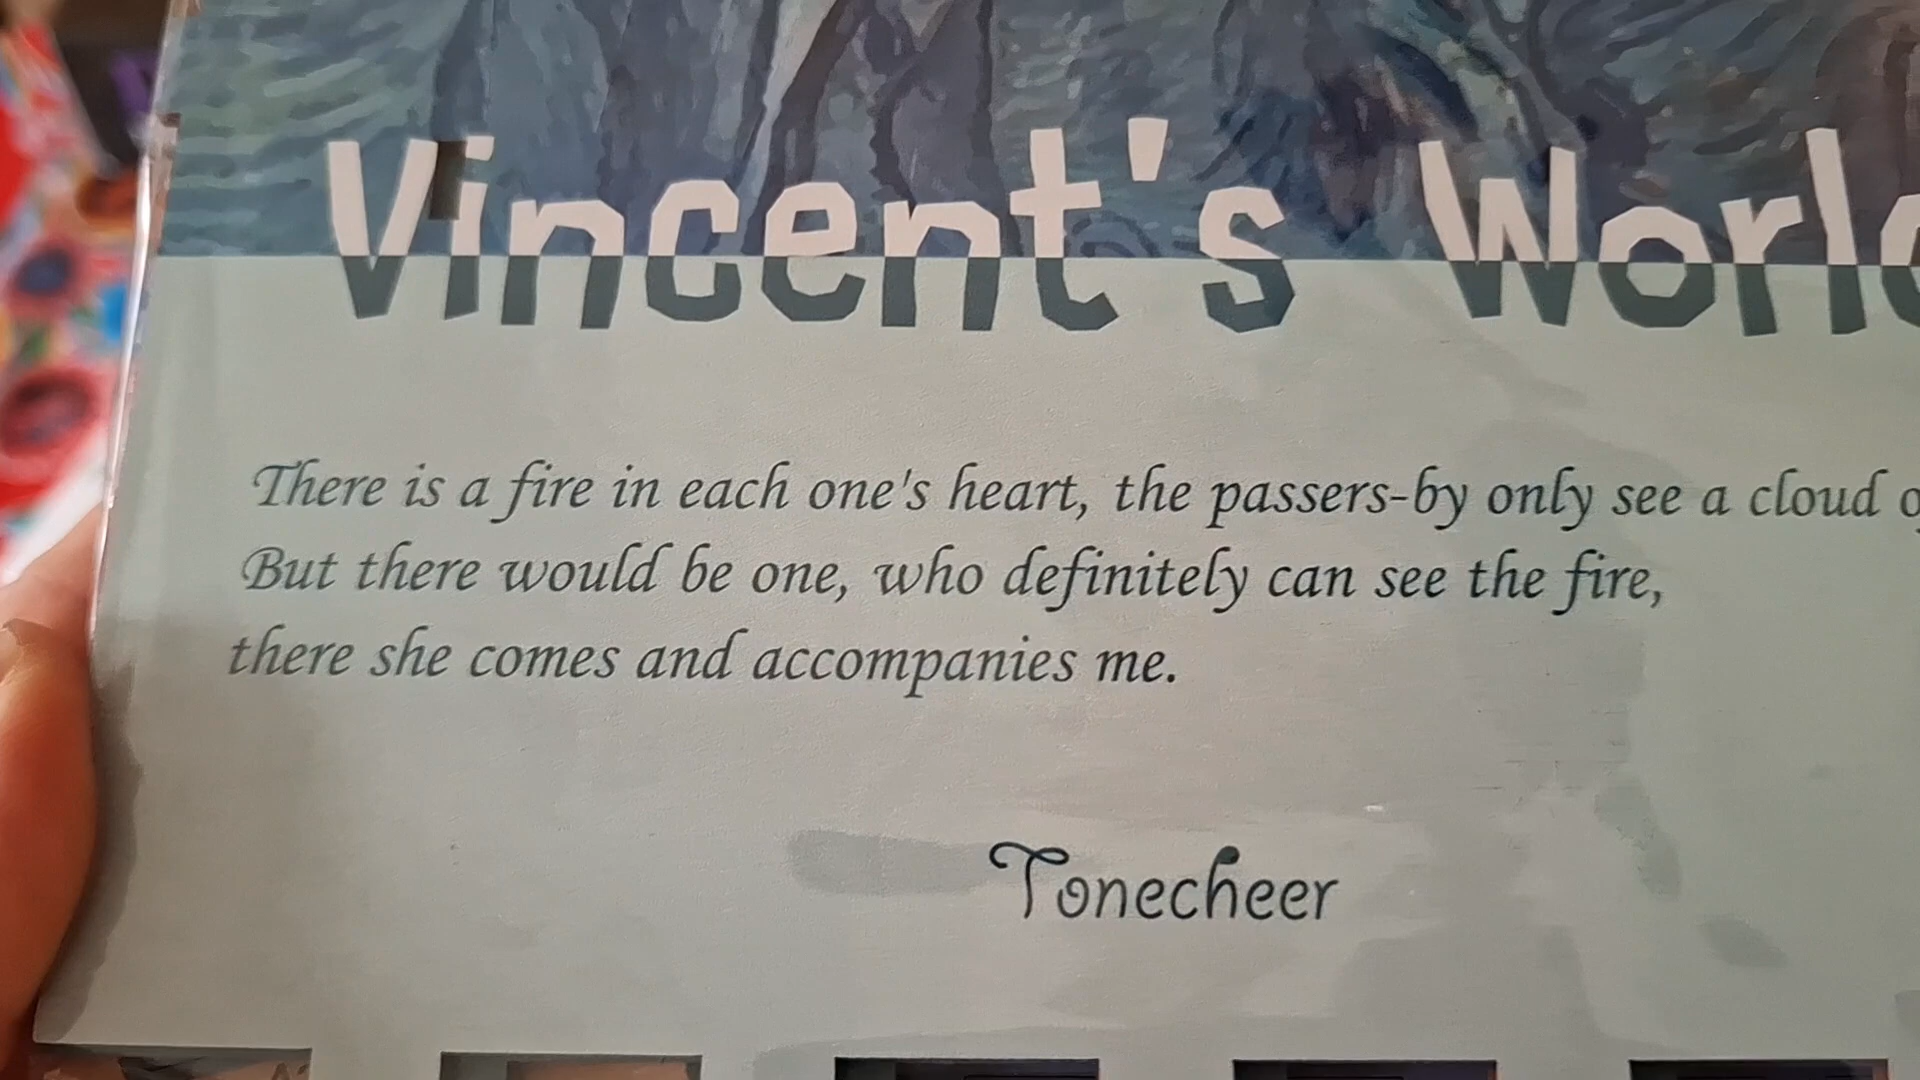 Vincent's World
There is a fire in each one's heart, the passers-by only see a cloud
But there would be one, who definitely can see the fire,
there she comes and accompanies me.
Tonecheer